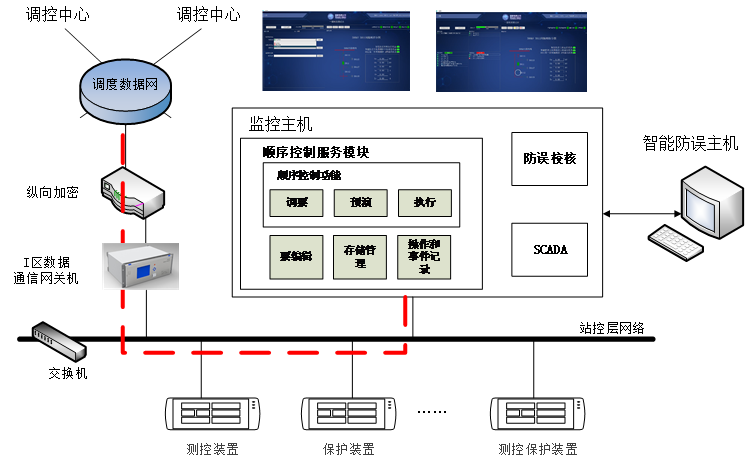 调控中心
调控中心
调度数据网
监控主机
顺序控制服务模块
顺序控制功能
调票
预演
执行
票编辑
存储管
理
操作和
事件记
录
防误校核
SCADA
智能防误主机
纵向加密
I区数据
通信网关机
站控层网络
交换机
测控装置
保护装置
……
测控保护装置